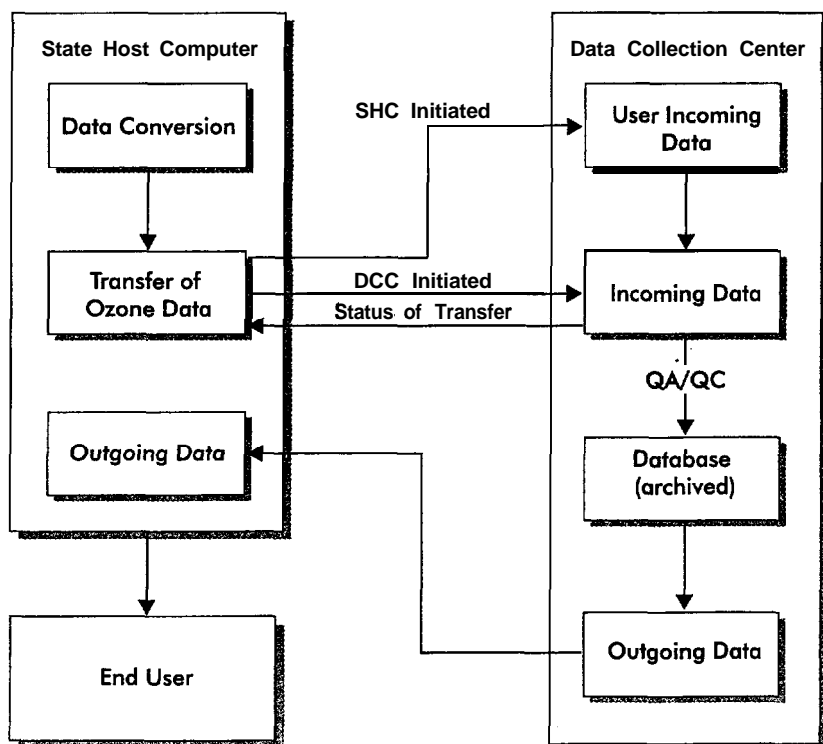 State Host Computer
Data Conversion
Transfer of
Ozone Data
Outgoing Data
End User
SHC Initiated
DCC Initiated
Status of Transfer
Data Collection Center
User Incoming
Data
Incoming Data
QA/QC
Database
(archived)
Outgoing Data